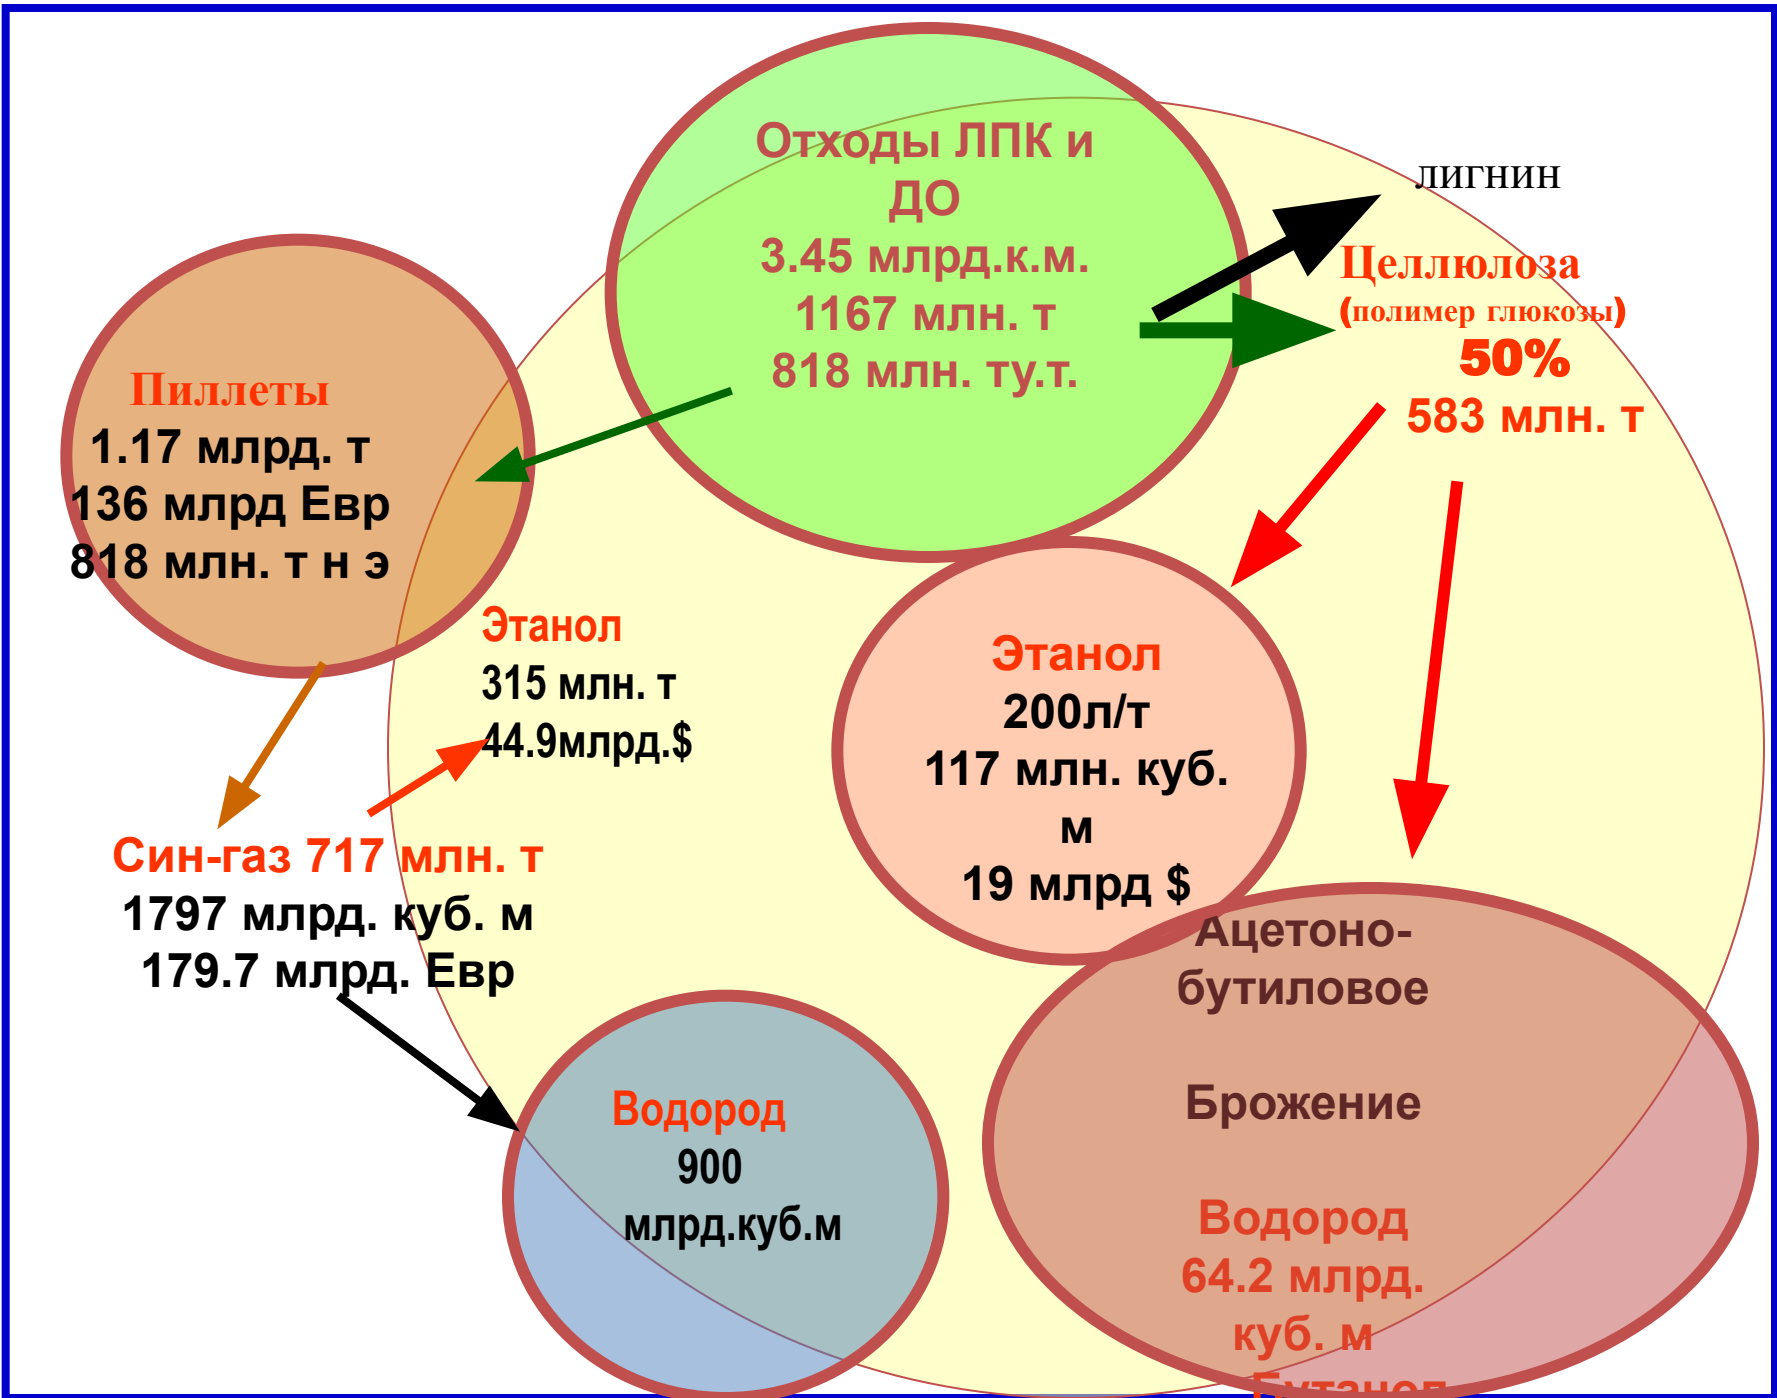 Отходы ЛПК и
ДО
3.45 млрд.к.м.
1167 млн. т
818 млн. ту.т.
лигнин
Целлюлоза
(полимер глюкозы)
50%
583 млн. т
Пиллеты
1.17 млрд. т
136 млрд Евр
818 млн. т н э
Этанол
315 млн. т
44.9млрд.$
Этанол
200л/т
117 млн. куб.
м
19 млрд $
Син-газ 717 млн. т
1797 млрд. куб. м
179.7 млрд. Евр
Ацетоно-
бутиловое
Брожение
Водород
64.2 млрд.
куб. м
Бутанол
Водород
900
млрд.куб.м